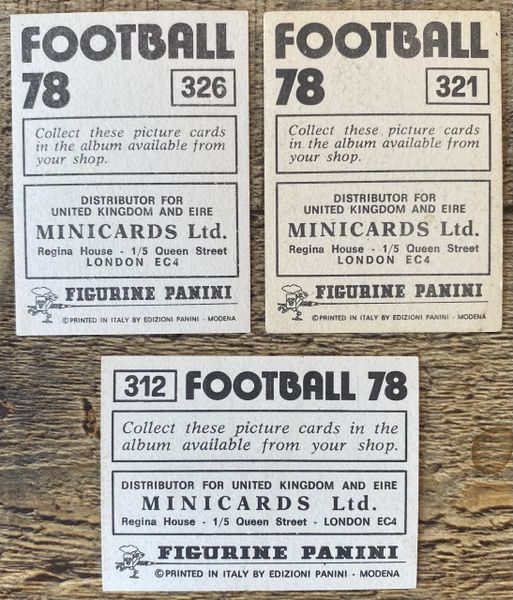 FOOTBALL
78 326
Collect these picture cards
in the album available from
your shop.
DISTRIBUTOR FOR
UNITED KINGDOM AND EIRE
MINICARDS Ltd.
Regina House - 1/5 Queen Street
LONDON EC4
FIGURINE PANINI
©PRINTED IN ITALY BY EDIZIONI PANINI - MODENA
FOOTBALL
78 321
Collect these picture cards
in the album available from
your shop.
DISTRIBUTOR FOR
UNITED KINGDOM AND EIRE
MINICARDS Ltd.
Regina House - 1/5 Queen Street
LONDON EC4
FIGURINE PANINI
©PRINTED IN ITALY BY EDIZIONI PANINI - MODENA
312 FOOTBALL 78
Collect these picture cards in the
album available from your shop.
DISTRIBUTOR FOR UNITED KINGDOM AND EIRE
MINICARDS Ltd.
Regina House - 1/5 Queen Street - LONDON EC4
FIGURINE PANINI
©PRINTED IN ITALY BY EDIZIONI PANINI - MODENA